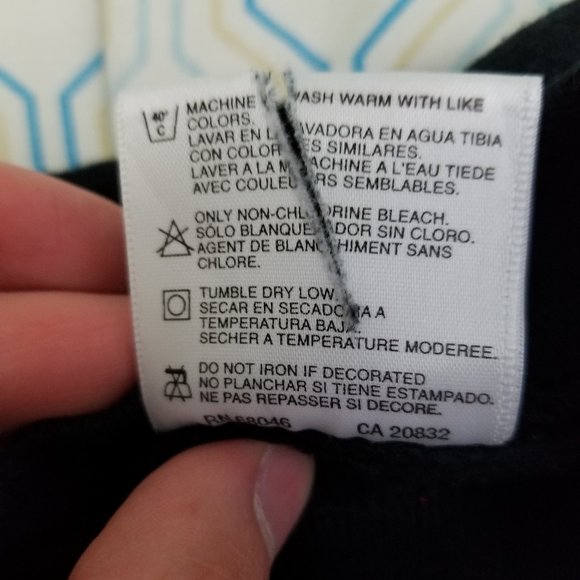 40°
C
MACHINE WASH WARM WITH LIKE
COLORS.
LAVAR EN LAVADORA EN AGUA TIBIA
CON COLORES SIMILARES.
LAVER A LA MACHINE A L'EAU TIEDE
AVEC COULEURS SEMBLABLES.
ONLY NON-CHLORINE BLEACH.
SÓLO BLANQUEADOR SIN CLORO.
AGENT DE BLANCHIMENT SANS
CHLORE.
TUMBLE DRY LOW.
SECAR EN SECADORA A
TEMPERATURA BAJA.
SECHER A TEMPERATURE MODEREE.
DO NOT IRON IF DECORATED
NO PLANCHAR SI TIENE ESTAMPADO.
NE PAS REPASSER SI DECORE.
RN 68046 CA 20832